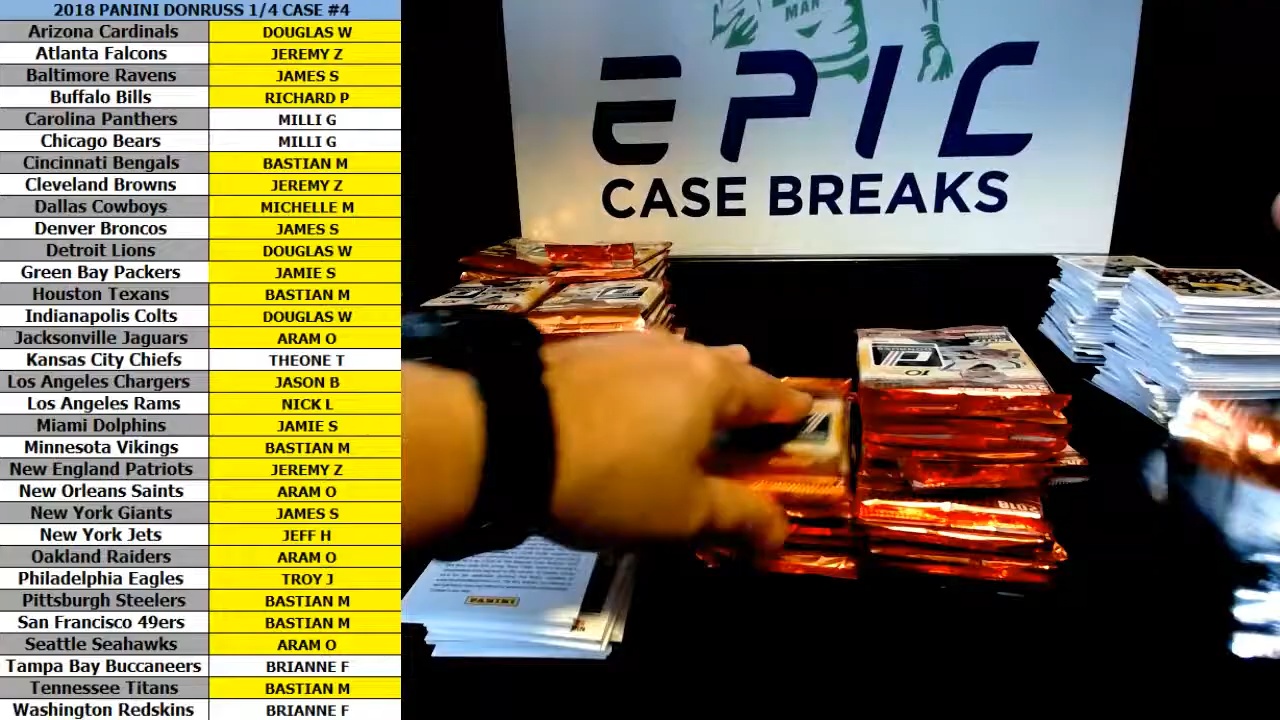 2018 PANINI DONRUSS 1/4 CASE #4
Arizona Cardinals DOUGLAS W
Atlanta Falcons JEREMY Z
Baltimore Ravens JAMES S
Buffalo Bills RICHARD P
Carolina Panthers MILLI G
Chicago Bears MILLI G
Cincinnati Bengals BASTIAN M
Cleveland Browns JEREMY Z
Dallas Cowboys MICHELLE M
Denver Broncos JAMES S
Detroit Lions DOUGLAS W
Green Bay Packers JAMIE S
Houston Texans BASTIAN M
Indianapolis Colts DOUGLAS W
Jacksonville Jaguars ARAM O
Kansas City Chiefs THEONE T
Los Angeles Chargers JASON B
Los Angeles Rams NICK L
Miami Dolphins JAMIE S
Minnesota Vikings BASTIAN M
New England Patriots JEREMY Z
New Orleans Saints ARAM O
New York Giants JAMES S
New York Jets JEFF H
Oakland Raiders ARAM O
Philadelphia Eagles TROY J
Pittsburgh Steelers BASTIAN M
San Francisco 49ers BASTIAN M
Seattle Seahawks ARAM O
Tampa Bay Buccaneers BRIANNE F
Tennessee Titans BASTIAN M
Washington Redskins BRIANNE F
MAN
EPIC
CASE BREAKS
PANINI
2018